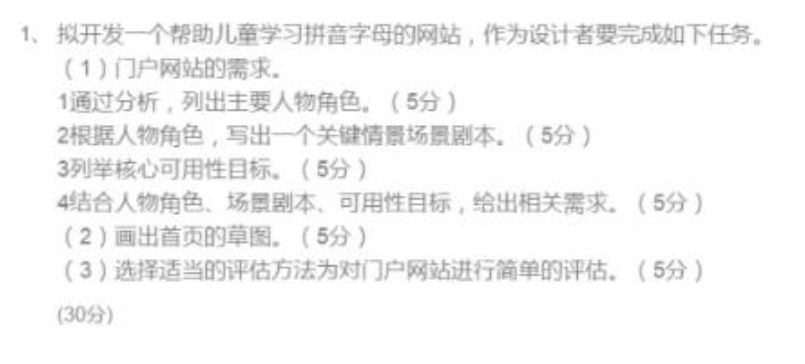 1、 拟开发一个帮助儿童学习拼音字母的网站，作为设计者要完成如下任务。
（1）门户网站的需求。
1通过分析，列出主要人物角色。（5分）
2根据人物角色，写出一个关键情景场景剧本。（5分）
3列举核心可用性目标。（5分）
4结合人物角色、场景剧本、可用性目标，给出相关需求。（5分）
（2）画出首页的草图。（5分）
（3）选择适当的评估方法为对门户网站进行简单的评估。（5分）
(30分)